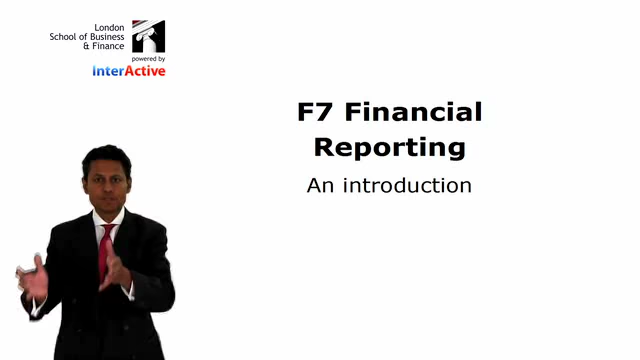 London
School of Business
& Finance
powered by
InterActive
F7 Financial
Reporting
An introduction